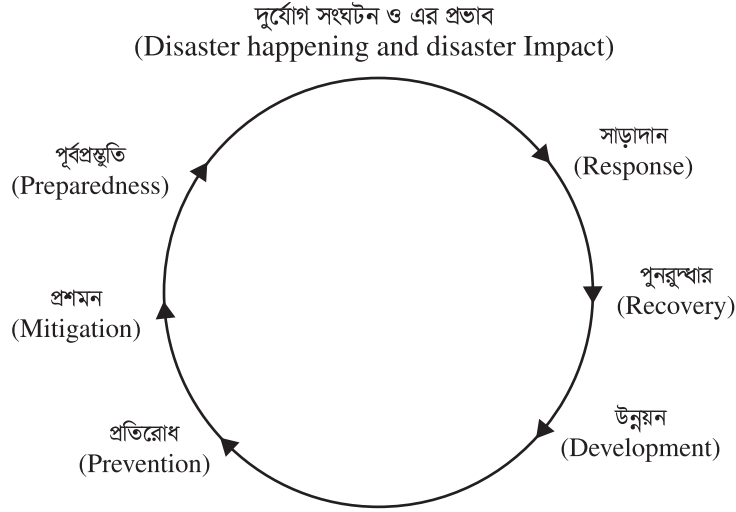 দুর্যোগ সংঘটন ও এর প্রভাব
(Disaster happening and disaster Impact)
সাড়াদান
(Response)
পুনরুদ্ধার
(Recovery)
উন্নয়ন
(Development)
প্রতিরোধ
(Prevention)
প্রশমন
(Mitigation)
পূর্বপ্রস্তুতি
(Preparedness)